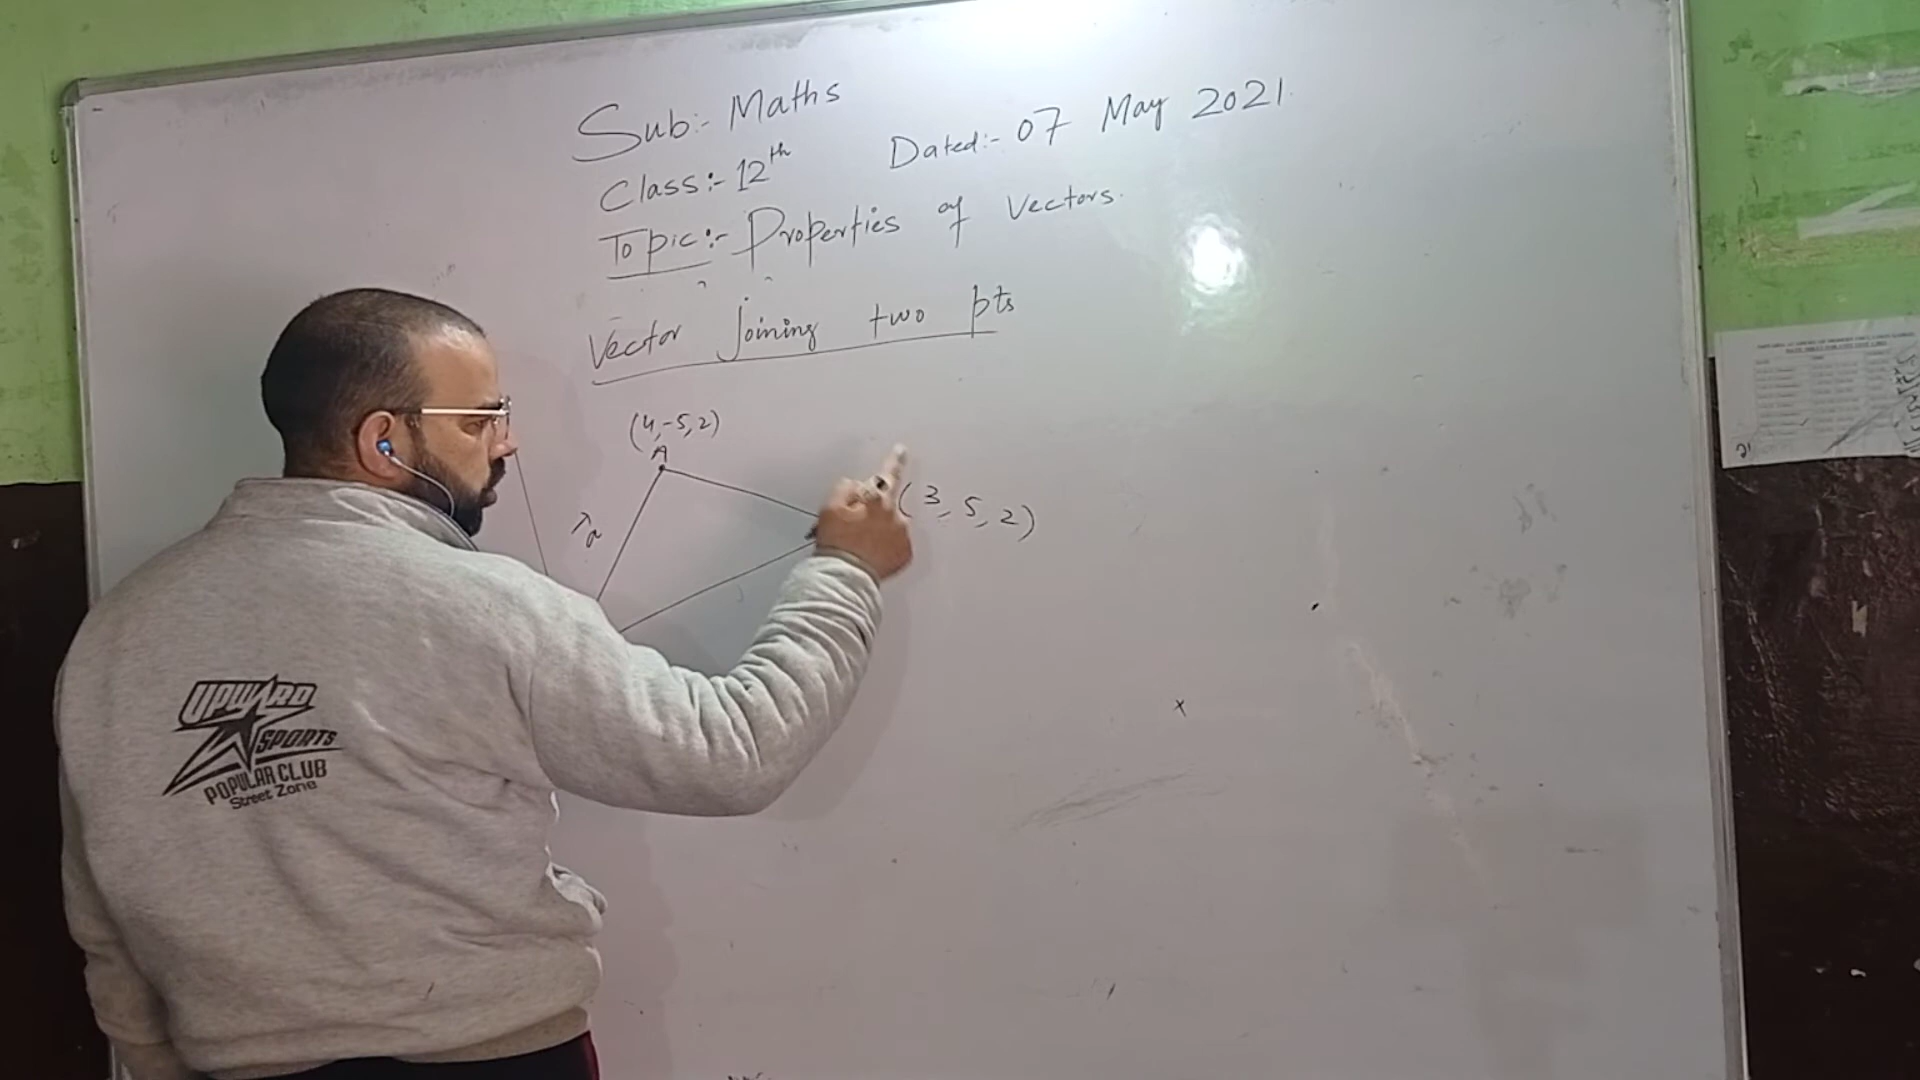 Sub:- Maths
Class:- 12th Dated:- 07 May 2021
Topic:- Properties of Vectors.
Vector Joining two pts
(4,-5,2)
A
(3,5,2)
a
UPWARD
SPORTS
POPULAR CLUB
Street Zone